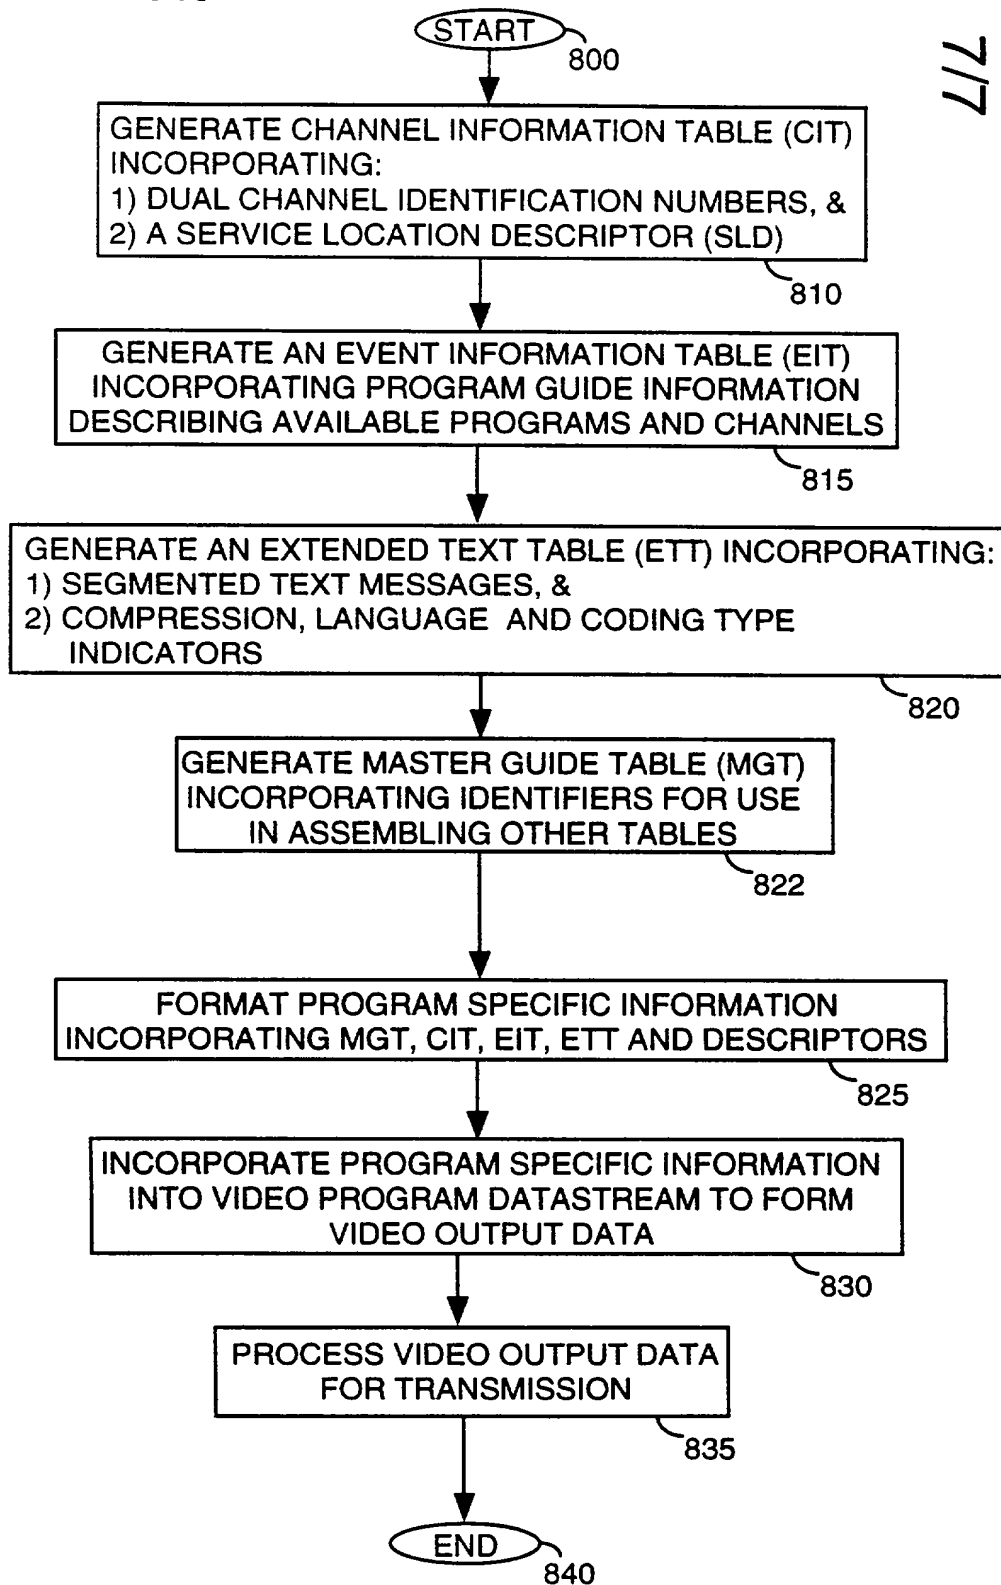 START
800
7/7
GENERATE CHANNEL INFORMATION TABLE (CIT)
INCORPORATING:
1) DUAL CHANNEL IDENTIFICATION NUMBERS, &
2) A SERVICE LOCATION DESCRIPTOR (SLD)
810
GENERATE AN EVENT INFORMATION TABLE (EIT)
INCORPORATING PROGRAM GUIDE INFORMATION
DESCRIBING AVAILABLE PROGRAMS AND CHANNELS
815
GENERATE AN EXTENDED TEXT TABLE (ETT) INCORPORATING:
1) SEGMENTED TEXT MESSAGES, &
2) COMPRESSION, LANGUAGE AND CODING TYPE
INDICATORS
820
GENERATE MASTER GUIDE TABLE (MGT)
INCORPORATING IDENTIFIERS FOR USE
IN ASSEMBLING OTHER TABLES
822
FORMAT PROGRAM SPECIFIC INFORMATION
INCORPORATING MGT, CIT, EIT, ETT AND DESCRIPTORS
825
INCORPORATE PROGRAM SPECIFIC INFORMATION
INTO VIDEO PROGRAM DATASTREAM TO FORM
VIDEO OUTPUT DATA
830
PROCESS VIDEO OUTPUT DATA
FOR TRANSMISSION
835
END
840